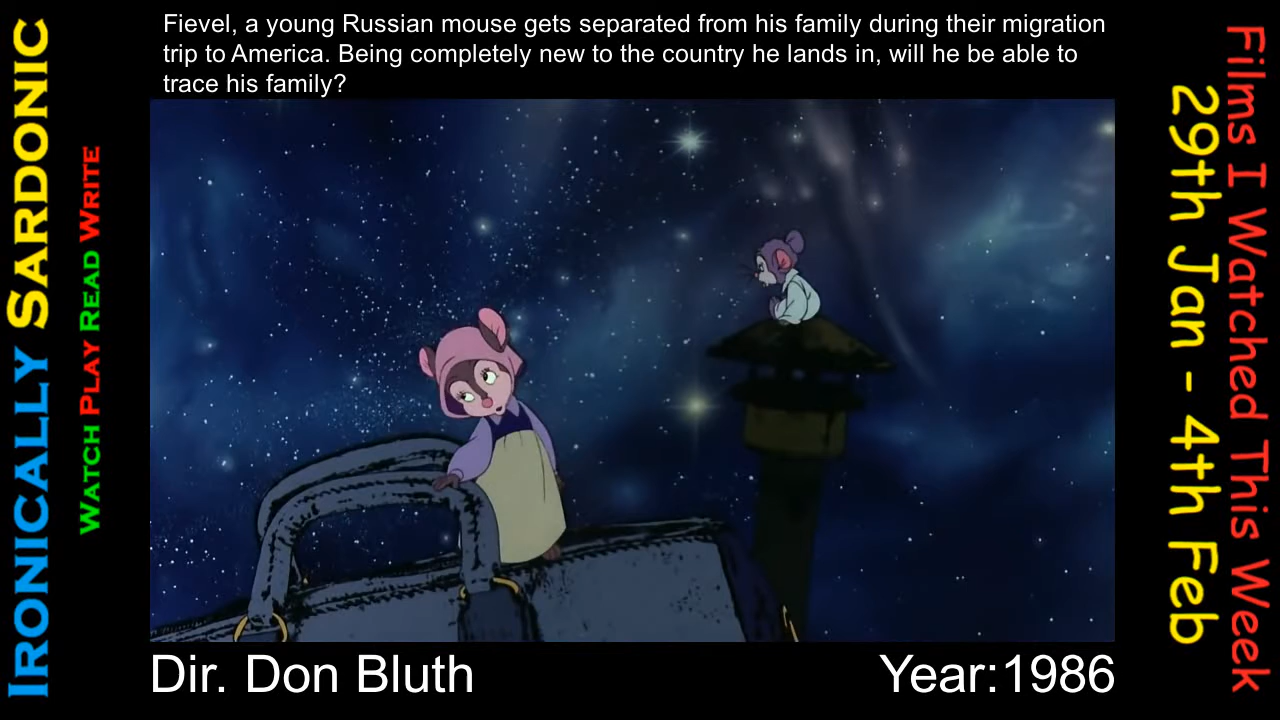 IRONICALLY SARDONIC
WATCH PLAY READ WRITE
Fievel, a young Russian mouse gets separated from his family during their migration
trip to America. Being completely new to the country he lands in, will he be able to
trace his family?
Dir. Don Bluth
Year:1986
Films I Watched This Week
29th Jan - 4th Feb